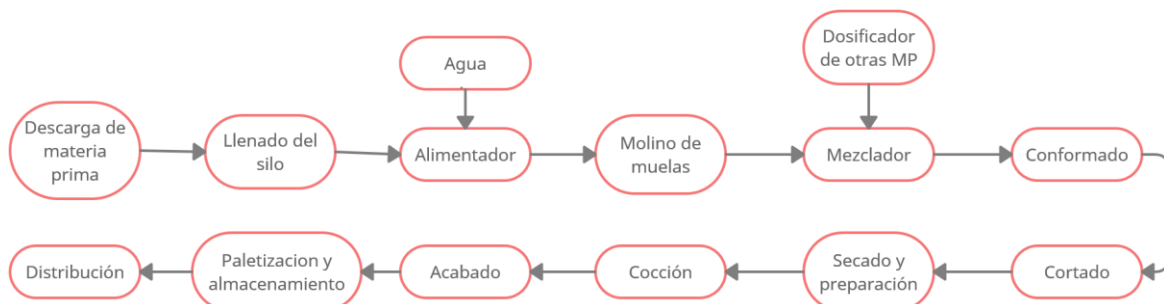 Agua
Dosificador
de otras MP
Descarga de
materia
prima
Llenado del
silo
Alimentador
Molino de
muelas
Mezclador
Conformado
Distribución
Paletizacion y
almacenamiento
Acabado
Cocción
Secado y
preparación
Cortado